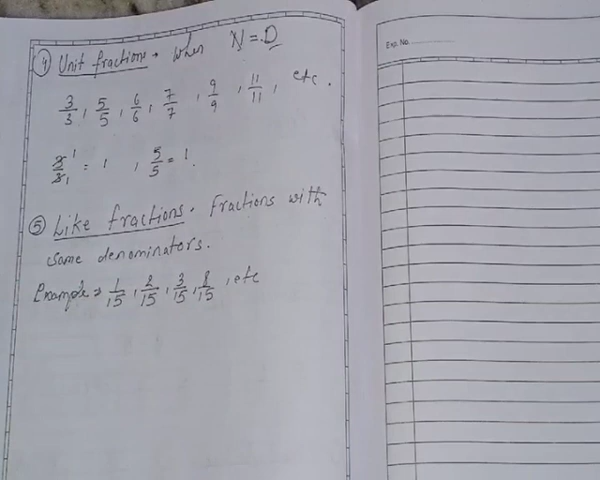 ④ Unit fractions → When N = D
3/3, 5/5, 6/6, 7/7, 9/9, 11/11, etc.
3/3 = 1, 5/5 = 1.
⑤ Like fractions. Fractions with
same denominators.
Example → 1/15, 2/15, 3/15, 8/15, etc
Exp. No.